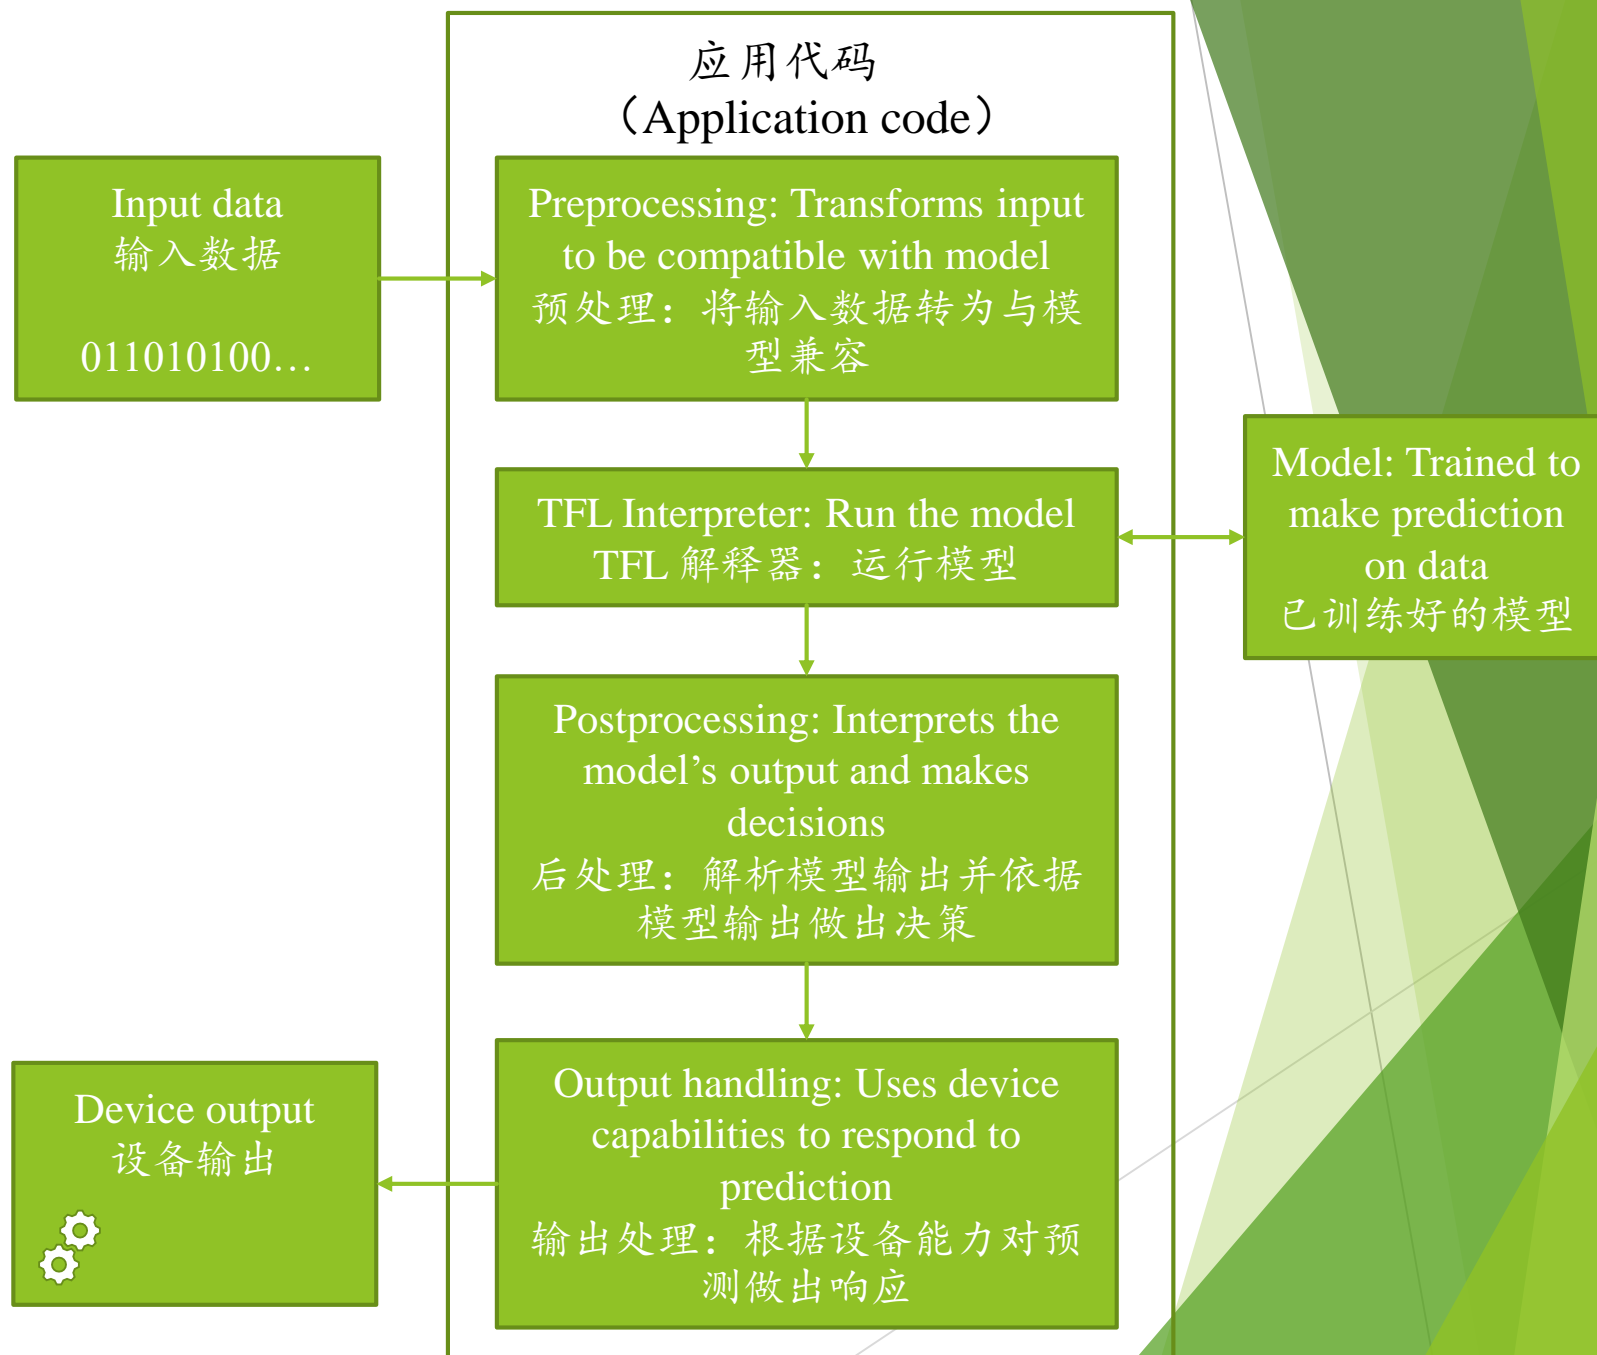 应用代码
（Application code）
Input data
输入数据
011010100…
Preprocessing: Transforms input
to be compatible with model
预处理：将输入数据转为与模
型兼容
TFL Interpreter: Run the model
TFL 解释器：运行模型
Model: Trained to
make prediction
on data
已训练好的模型
Postprocessing: Interprets the
model’s output and makes
decisions
后处理：解析模型输出并依据
模型输出做出决策
Output handling: Uses device
capabilities to respond to
prediction
输出处理：根据设备能力对预
测做出响应
Device output
设备输出